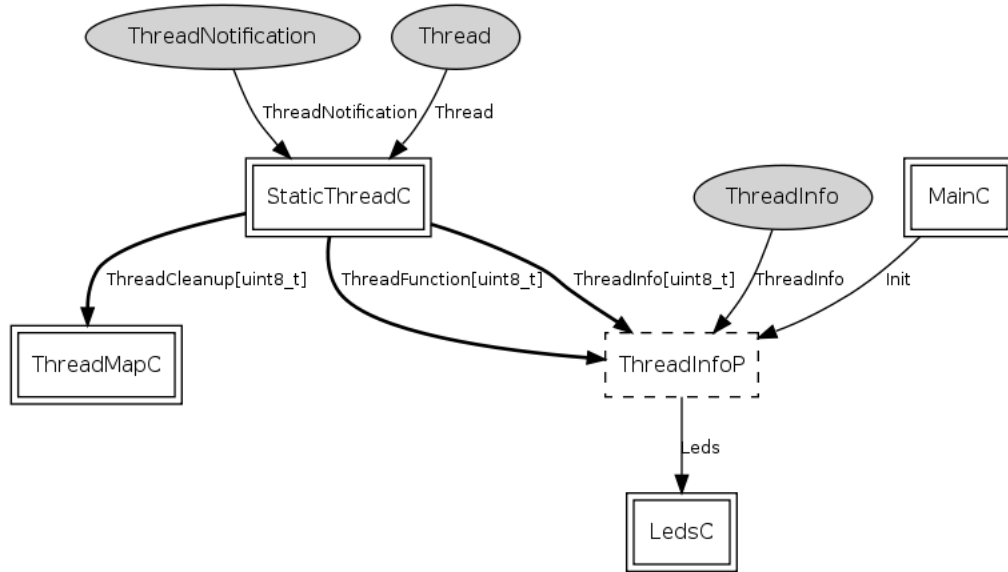 ThreadNotification
Thread
ThreadNotification
Thread
StaticThreadC
ThreadInfo
MainC
ThreadCleanup[uint8_t]
ThreadFunction[uint8_t]
ThreadInfo[uint8_t]
ThreadInfo
Init
ThreadMapC
ThreadInfoP
Leds
LedsC